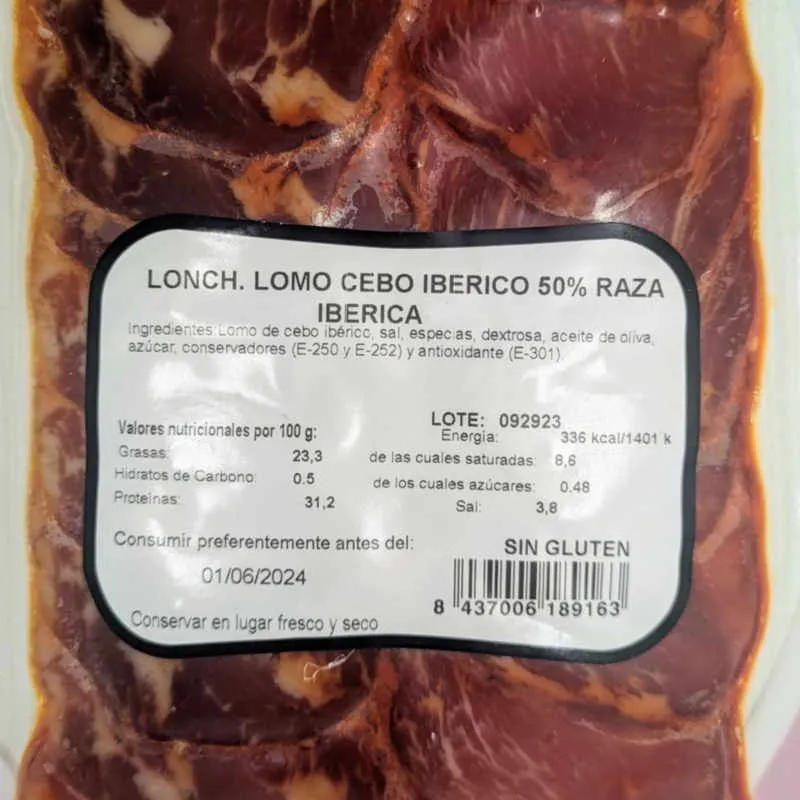 LONCH. LOMO CEBO IBERICO 50% RAZA
IBERICA
Ingredientes: Lomo de cebo ibérico, sal, especias, dextrosa, aceite de oliva,
azúcar, conservadores (E-250 y E-252) y antioxidante (E-301).
LOTE: 092923
Valores nutricionales por 100 g:
Energía: 336 kcal/1401 k
Grasas: 23,3 de las cuales saturadas: 8,6
Hidratos de Carbono: 0.5 de los cuales azúcares: 0.48
Proteínas: 31,2 Sal: 3,8
Consumir preferentemente antes del:
01/06/2024
SIN GLUTEN
8 437006 189163
Conservar en lugar fresco y seco